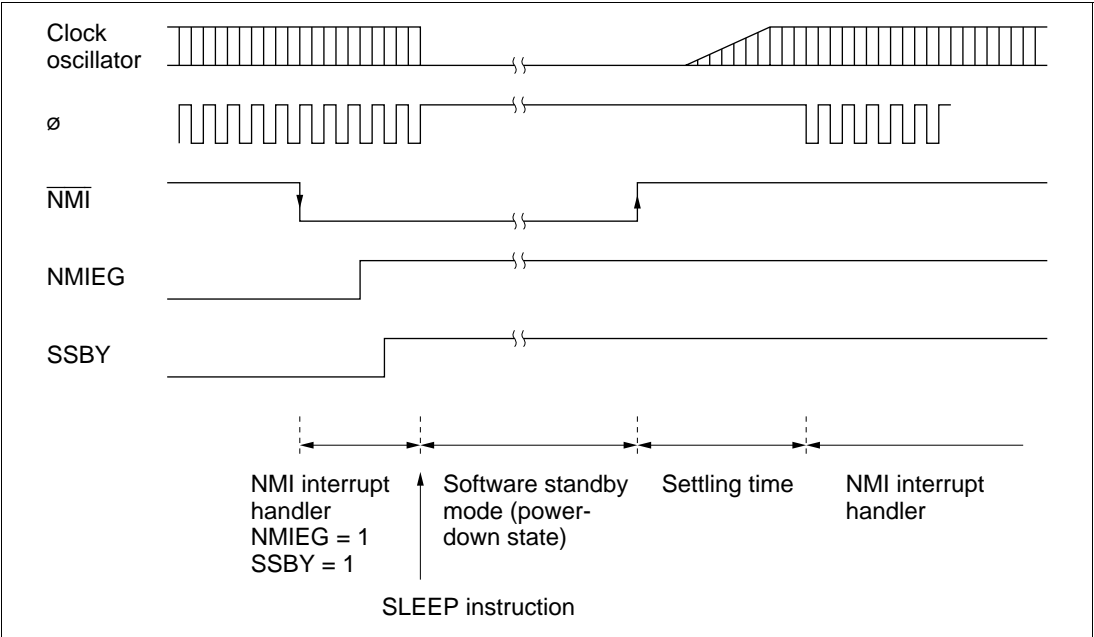 Clock
oscillator
ø
NMI
NMIEG
SSBY
NMI interrupt
handler
NMIEG = 1
SSBY = 1
Software standby
mode (power-
down state)
Settling time
NMI interrupt
handler
SLEEP instruction